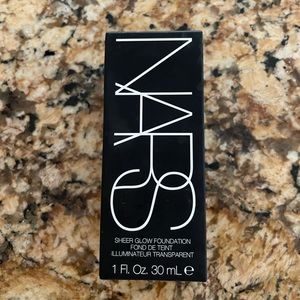 NARS
SHEER GLOW FOUNDATION
FOND DE TEINT
ILLUMINATEUR TRANSPARENT
1 Fl. Oz. 30 mL ℮